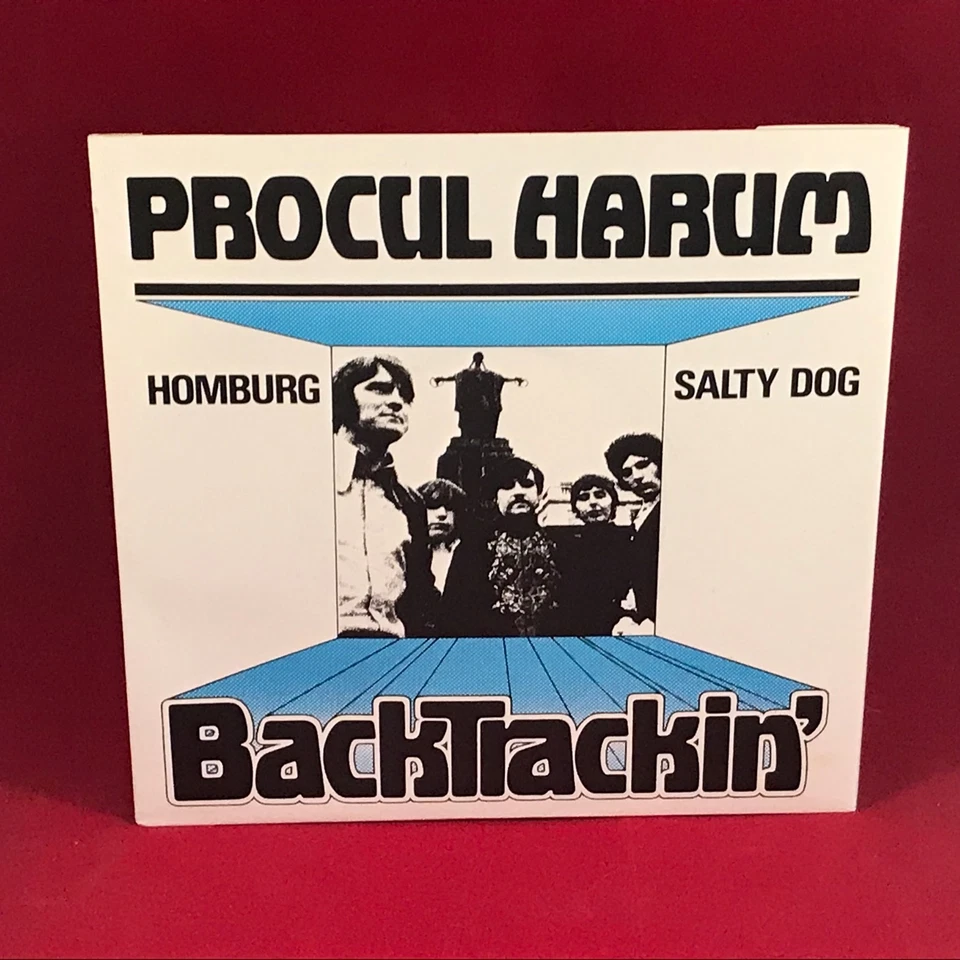 PROCUL HARUM
HOMBURG
SALTY DOG
BackTrackin'